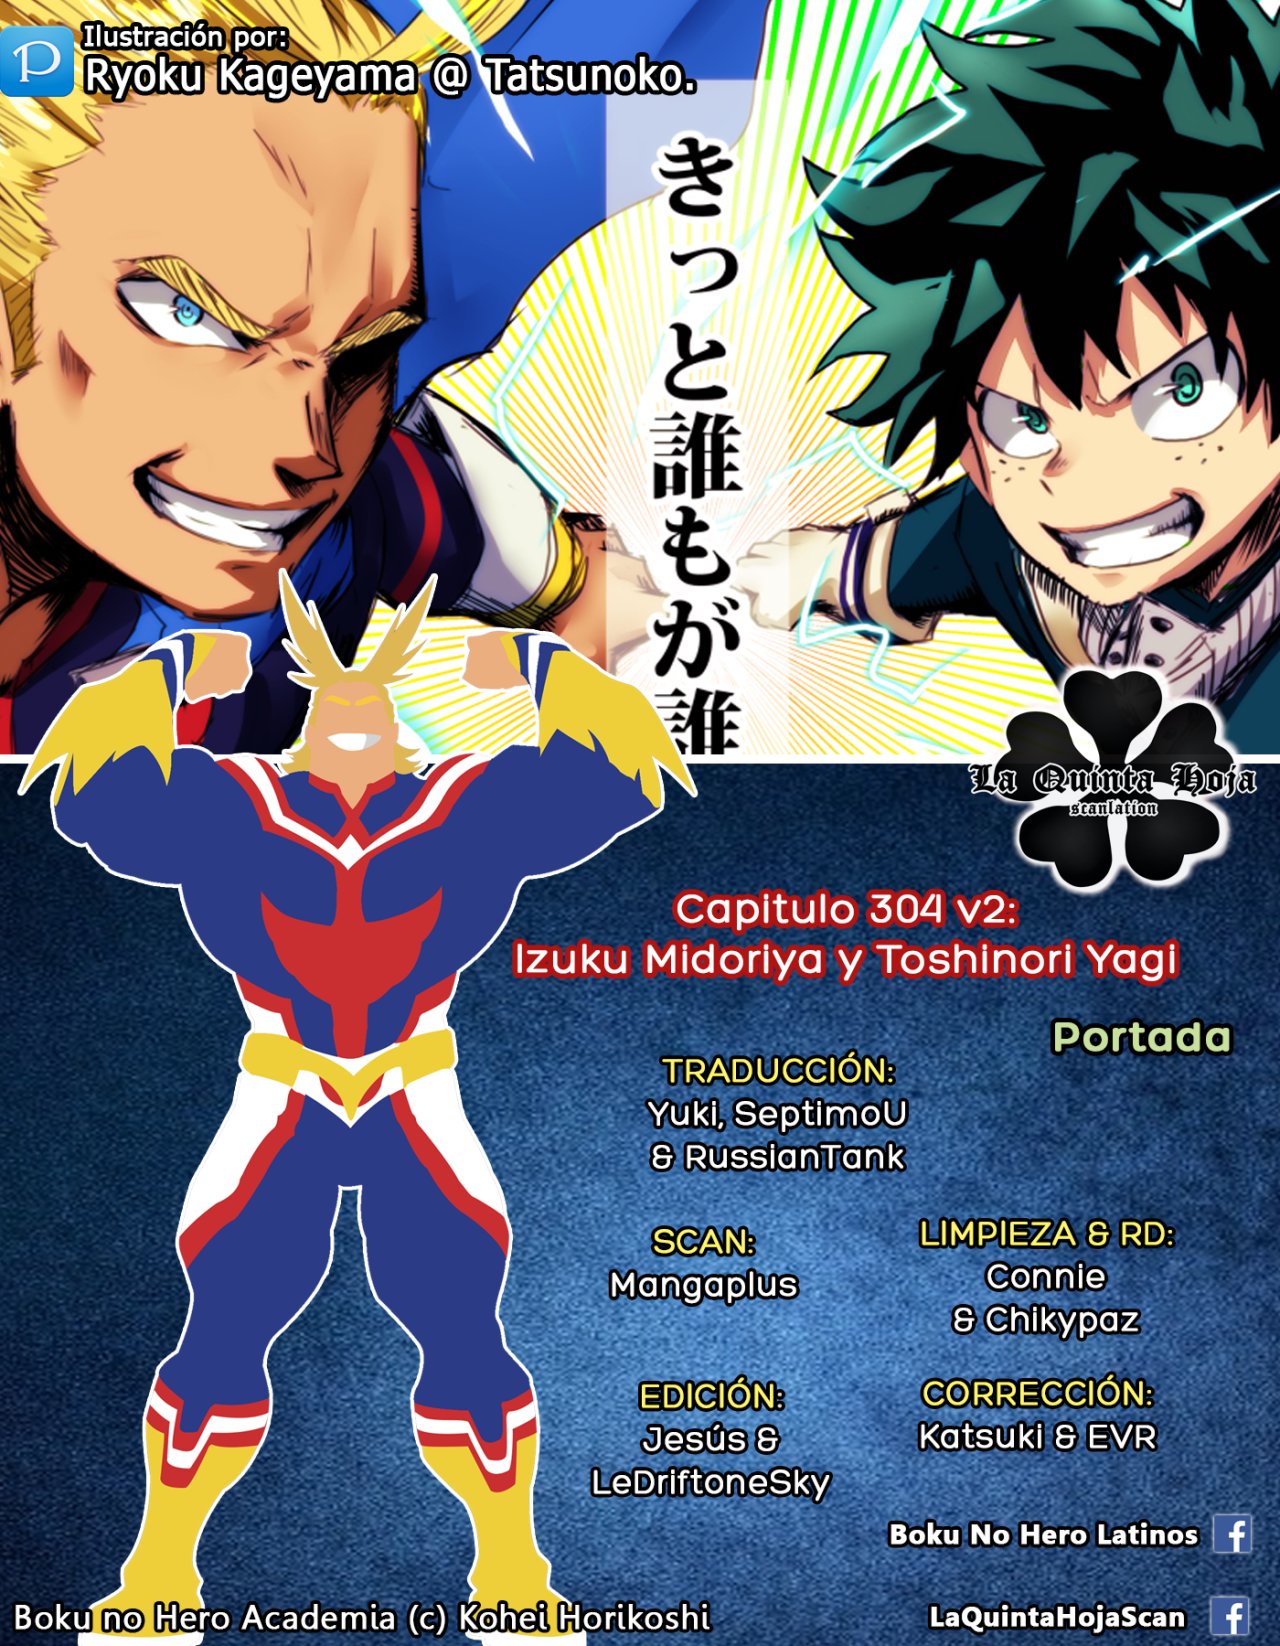 Ilustración por:
Ryoku Kageyama @ Tatsunoko.
きっと誰もが誰
La Quinta Hoja
scanlation
Capitulo 304 v2:
Izuku Midoriya y Toshinori Yagi
Portada
TRADUCCIÓN:
Yuki, SeptimoU
& RussianTank
SCAN:
Mangaplus
LIMPIEZA & RD:
Connie
& Chikypaz
EDICIÓN:
Jesús &
LeDriftoneSky
CORRECCIÓN:
Katsuki & EVR
Boku No Hero Latinos
LaQuintaHojaScan
Boku no Hero Academia (c) Kohei Horikoshi